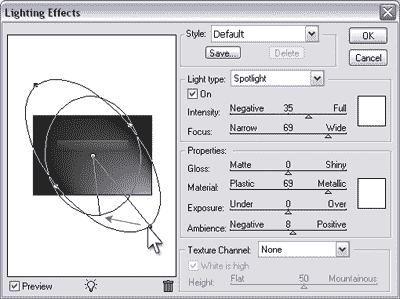 Lighting Effects
Style: Default
OK
Save... Delete
Cancel
Light type: Spotlight
On
Intensity: Negative 35 Full
Focus: Narrow 69 Wide
Properties:
Gloss: Matte 0 Shiny
Material: Plastic 69 Metallic
Exposure: Under 0 Over
Ambience: Negative 8 Positive
Texture Channel: None
White is high
Height: Flat 50 Mountainous
Preview